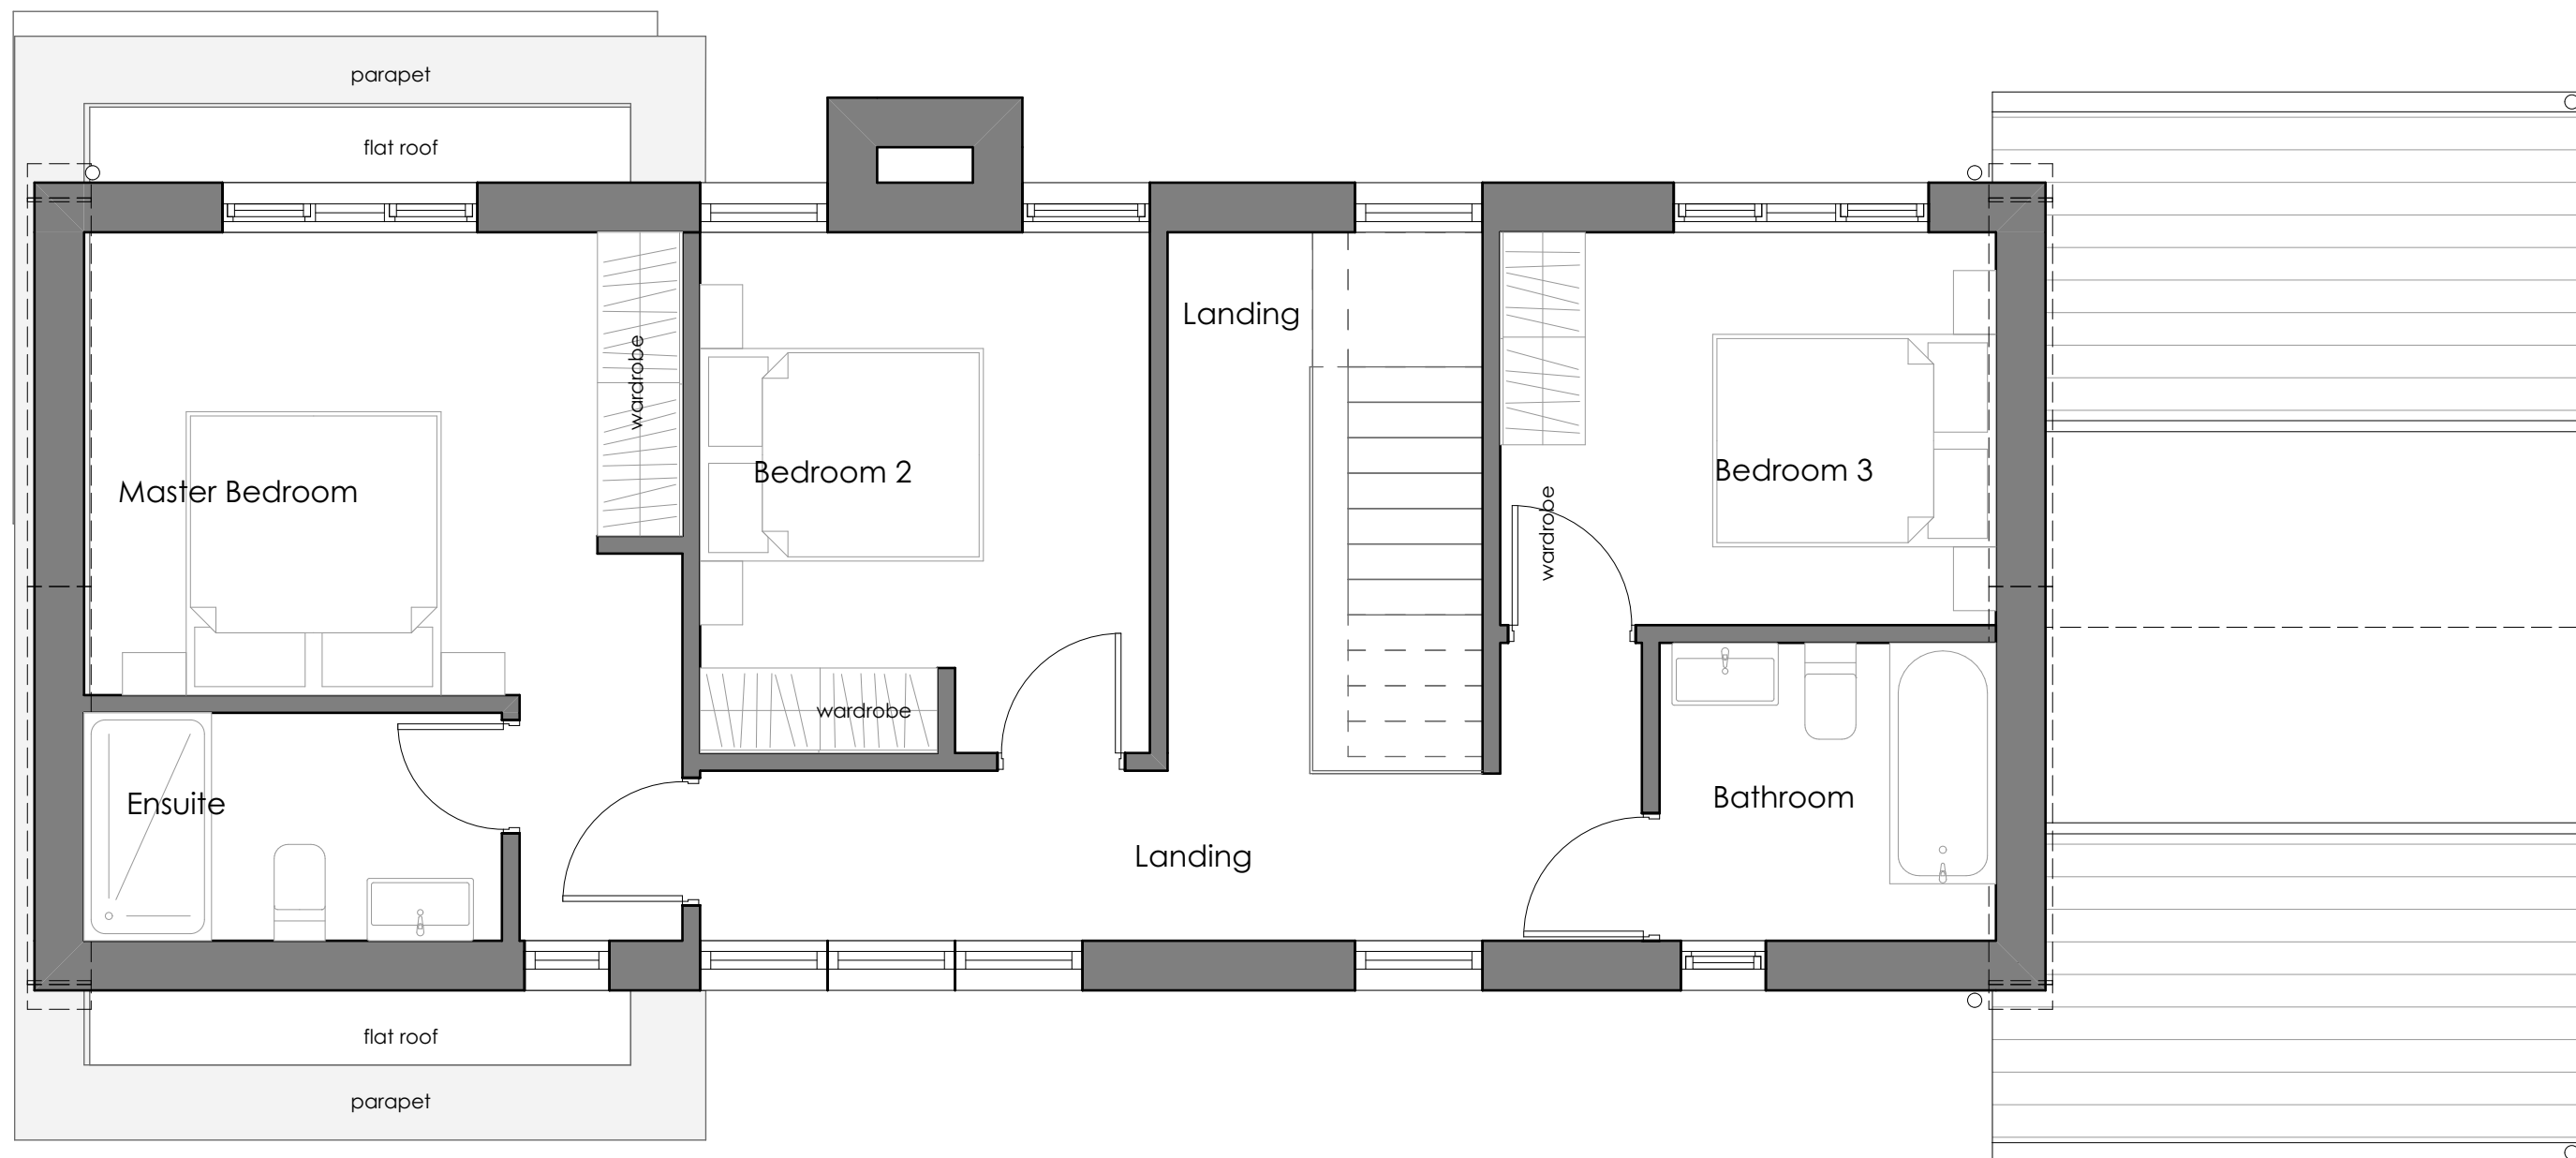 parapet
flat roof
Landing
wardrobe
Bedroom 2
Bedroom 3
Master Bedroom
wardrobe
wardrobe
Bathroom
Ensuite
Landing
flat roof
parapet